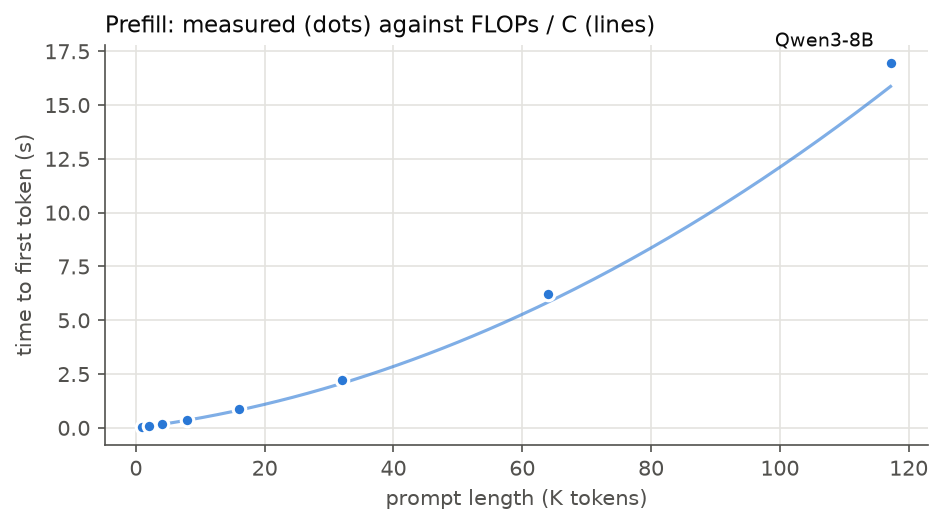 Prefill: measured (dots) against FLOPs / C (lines)
Qwen3-8B
17.5
15.0
12.5
10.0
7.5
5.0
2.5
0.0
time to first token (s)
0 20 40 60 80 100 120
prompt length (K tokens)